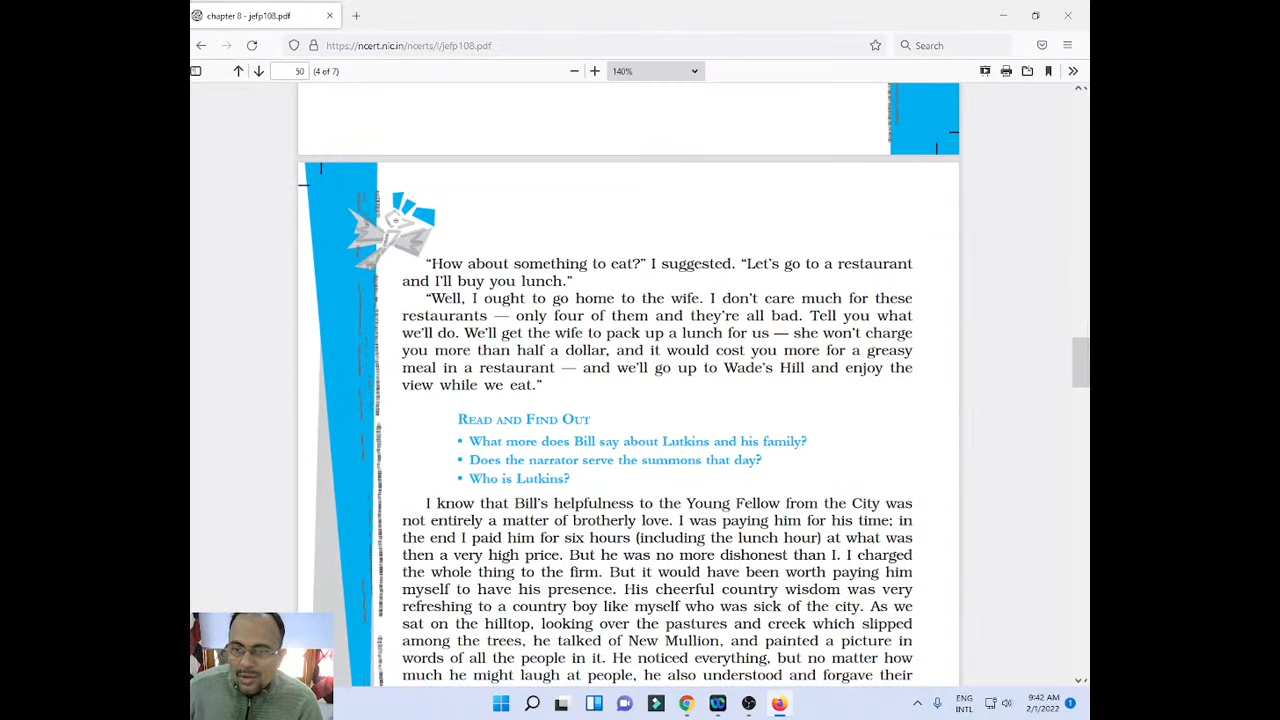 chapter 8 - jefp108.pdf
https://ncert.nic.in/ncerts/l/jefp108.pdf
Search
50 (4 of 7)
140%
“How about something to eat?” I suggested. “Let’s go to a restaurant
and I’ll buy you lunch.”
“Well, I ought to go home to the wife. I don’t care much for these
restaurants — only four of them and they’re all bad. Tell you what
we’ll do. We’ll get the wife to pack up a lunch for us — she won’t charge
you more than half a dollar, and it would cost you more for a greasy
meal in a restaurant — and we’ll go up to Wade’s Hill and enjoy the
view while we eat.”
READ AND FIND OUT
• What more does Bill say about Lutkins and his family?
• Does the narrator serve the summons that day?
• Who is Lutkins?
I know that Bill’s helpfulness to the Young Fellow from the City was
not entirely a matter of brotherly love. I was paying him for his time; in
the end I paid him for six hours (including the lunch hour) at what was
then a very high price. But he was no more dishonest than I. I charged
the whole thing to the firm. But it would have been worth paying him
myself to have his presence. His cheerful country wisdom was very
refreshing to a country boy like myself who was sick of the city. As we
sat on the hilltop, looking over the pastures and creek which slipped
among the trees, he talked of New Mullion, and painted a picture in
words of all the people in it. He noticed everything, but no matter how
much he might laugh at people, he also understood and forgave their
ENG
INTL
9:42 AM
2/1/2022
1